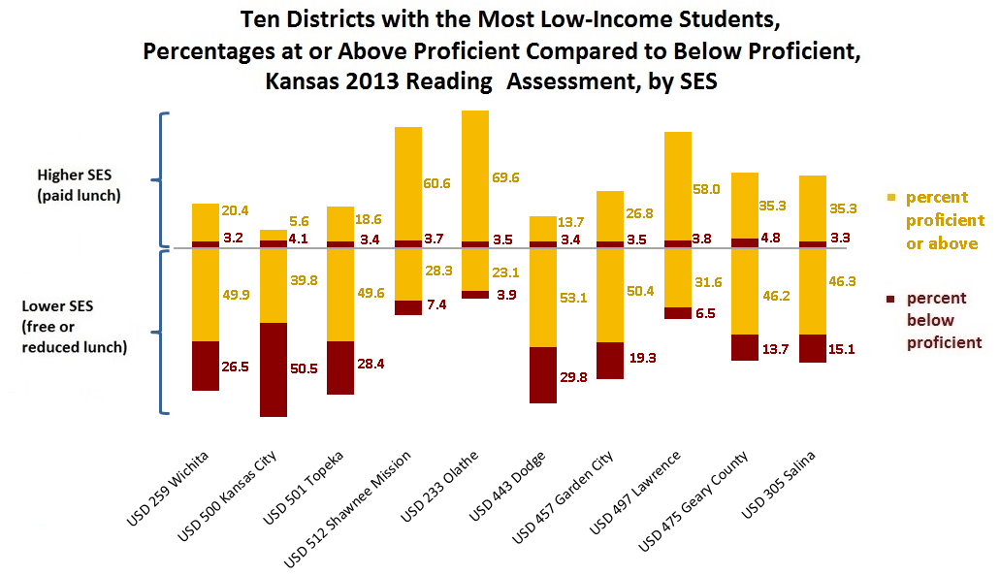 Ten Districts with the Most Low-Income Students,
Percentages at or Above Proficient Compared to Below Proficient,
Kansas 2013 Reading Assessment, by SES
Higher SES
(paid lunch)
20.4
3.2
5.6
4.1
18.6
3.4
60.6
3.7
69.6
3.5
13.7
3.4
26.8
3.5
58.0
3.8
35.3
4.8
35.3
3.3
percent
proficient
or above
Lower SES
(free or
reduced lunch)
49.9
26.5
39.8
50.5
49.6
28.4
28.3
7.4
23.1
3.9
53.1
29.8
50.4
19.3
31.6
6.5
46.2
13.7
46.3
15.1
percent
below
proficient
USD 259 Wichita
USD 500 Kansas City
USD 501 Topeka
USD 512 Shawnee Mission
USD 233 Olathe
USD 443 Dodge
USD 457 Garden City
USD 497 Lawrence
USD 475 Geary County
USD 305 Salina